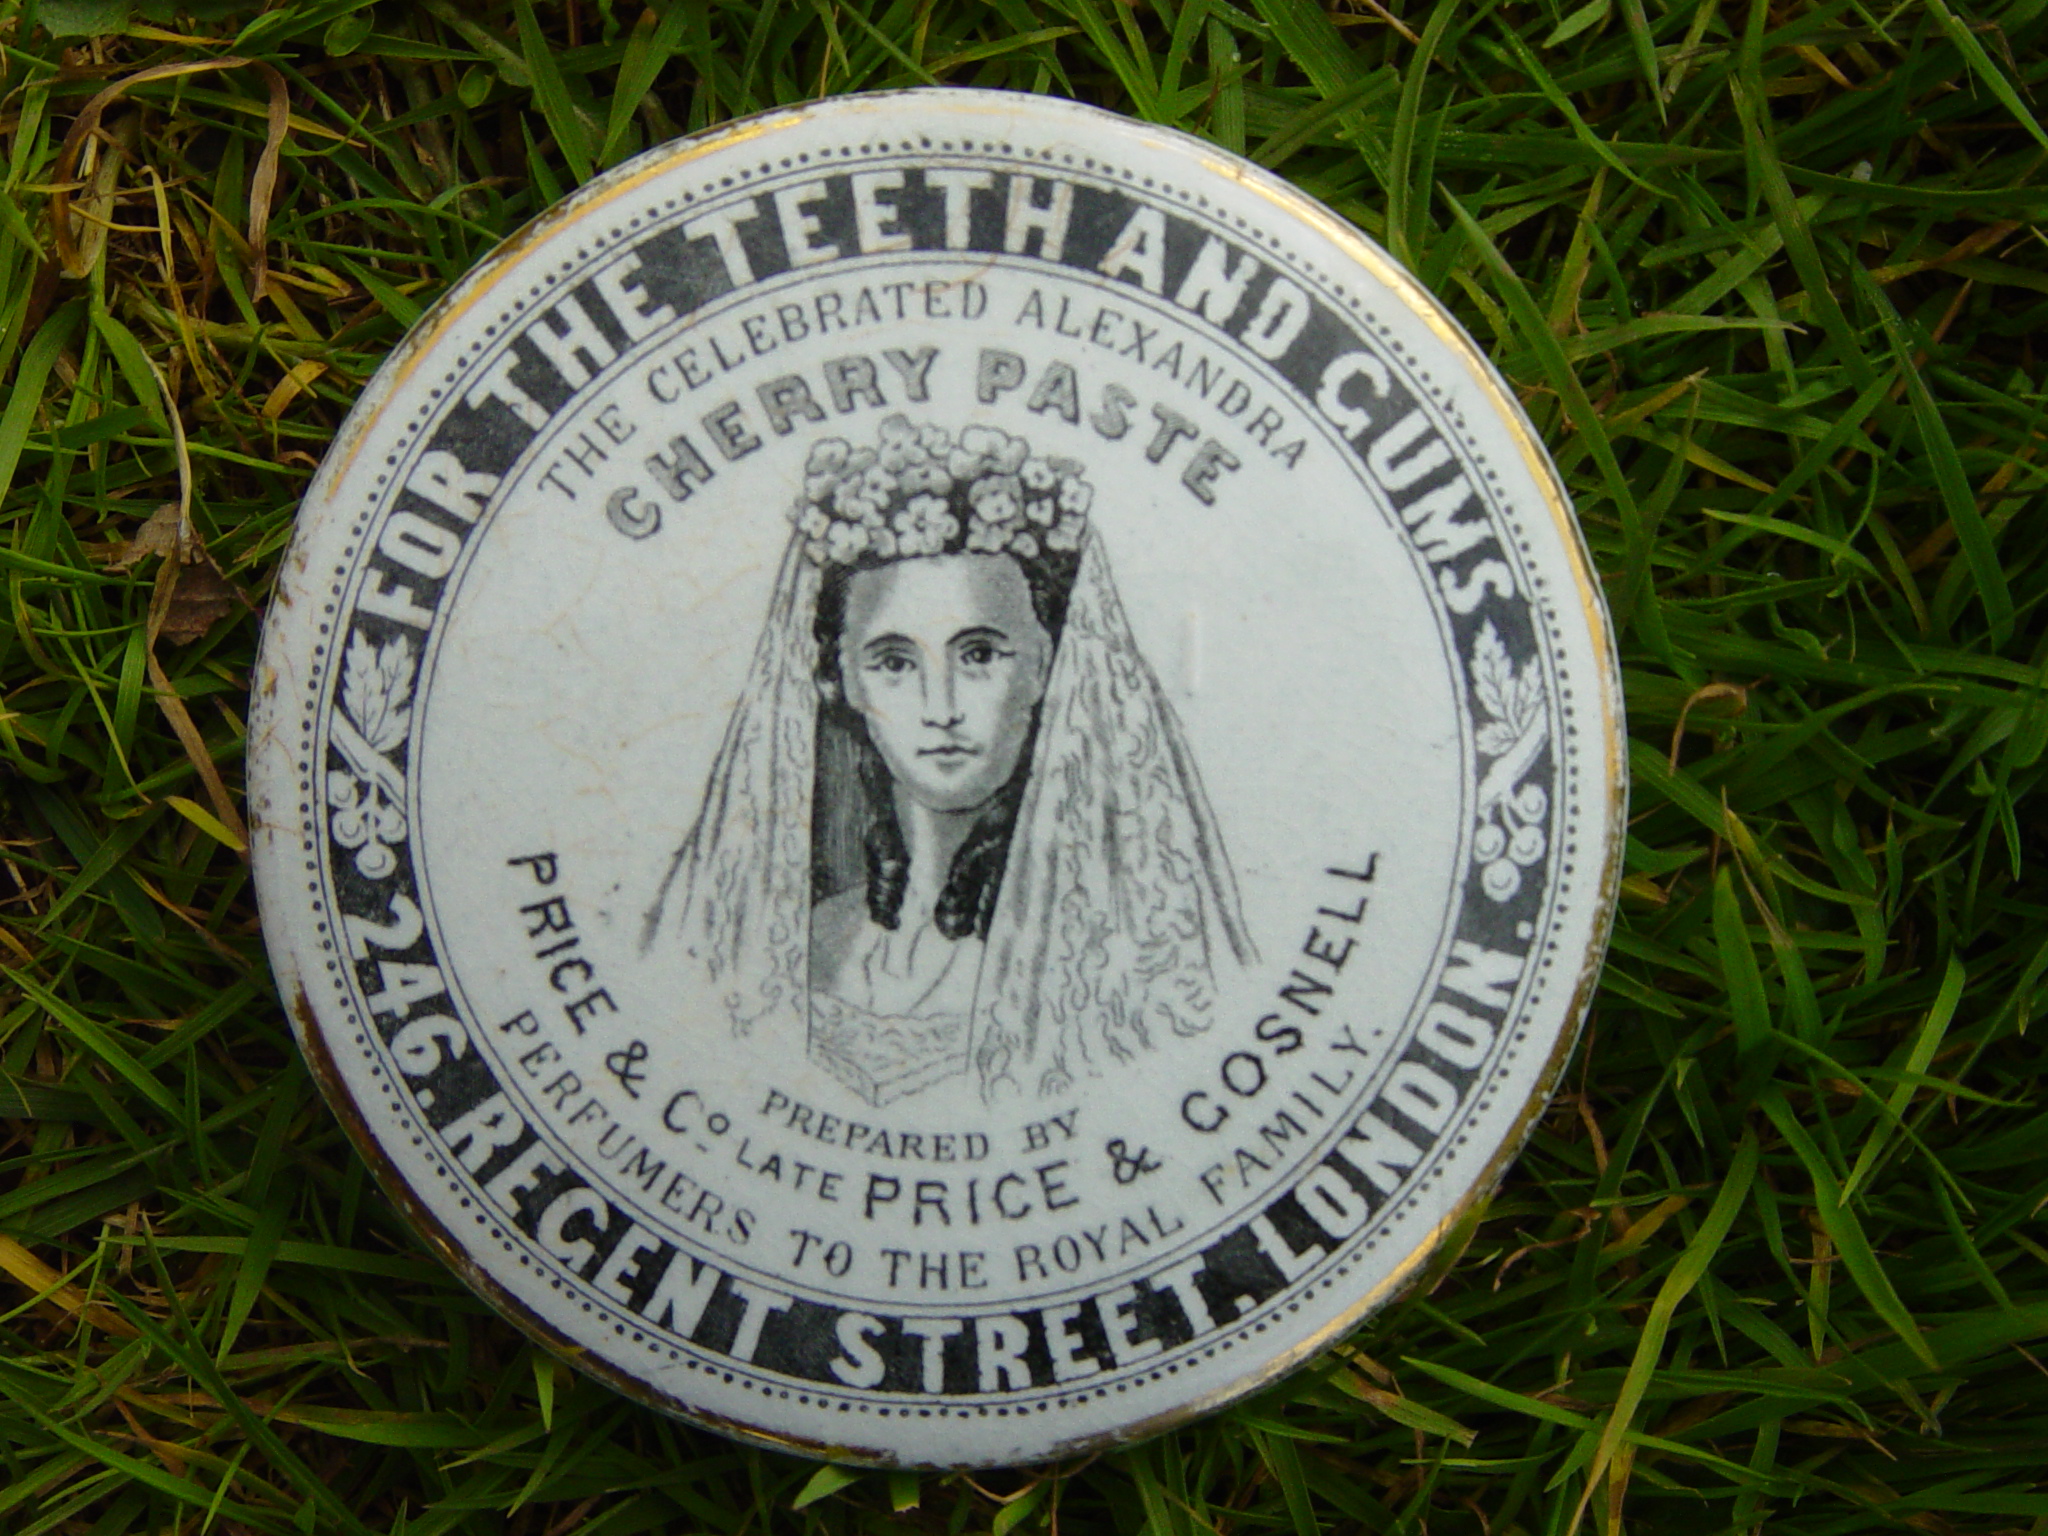 FOR THE TEETH AND GUMS
THE CELEBRATED ALEXANDRA
CHERRY PASTE
PREPARED BY
PRICE & Co LATE PRICE & GOSNELL
PERFUMERS TO THE ROYAL FAMILY.
246. REGENT STREET. LONDON.